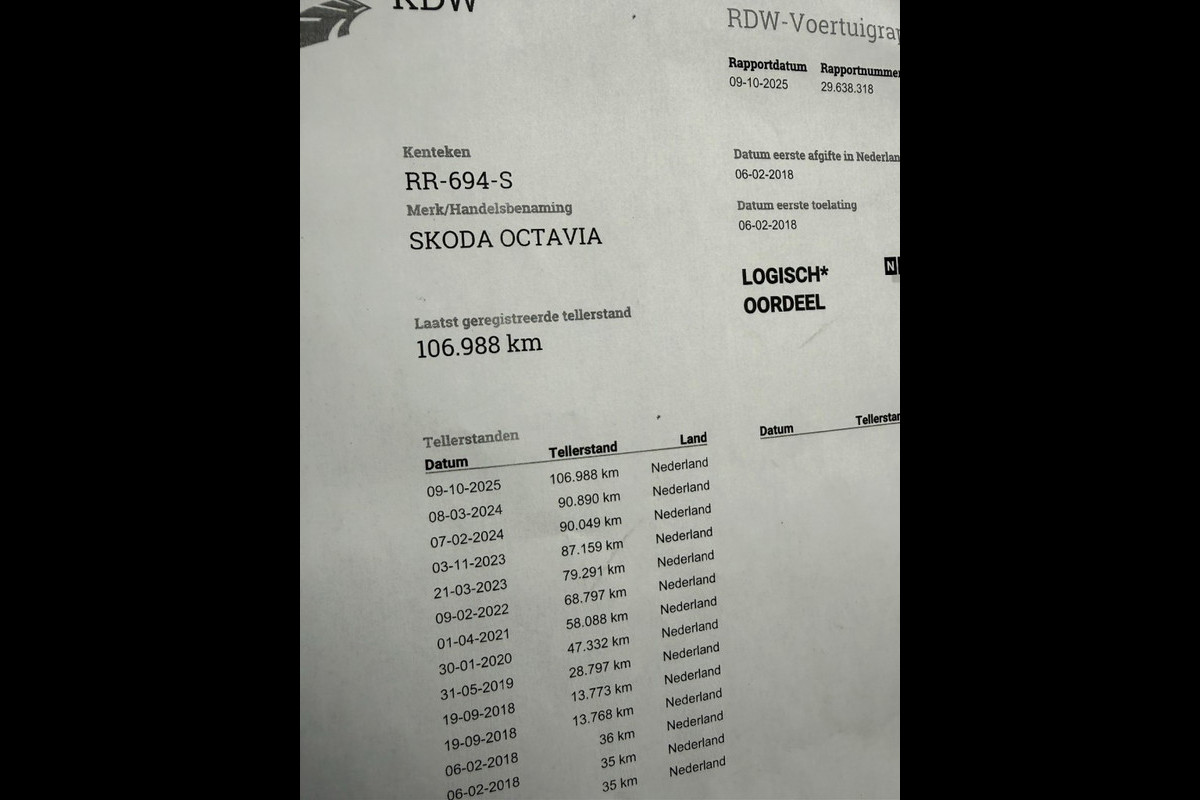 RDW
RDW-Voertuigrap
Rapportdatum Rapportnummer
09-10-2025 29.638.318
Kenteken
RR-694-S
Merk/Handelsbenaming
SKODA OCTAVIA
Datum eerste afgifte in Nederlan
06-02-2018
Datum eerste toelating
06-02-2018
LOGISCH*
OORDEEL
N
Laatst geregistreerde tellerstand
106.988 km
Tellerstanden
Datum Tellerstand Land
09-10-2025 106.988 km Nederland
08-03-2024 90.890 km Nederland
07-02-2024 90.049 km Nederland
03-11-2023 87.159 km Nederland
21-03-2023 79.291 km Nederland
09-02-2022 68.797 km Nederland
01-04-2021 58.088 km Nederland
30-01-2020 47.332 km Nederland
31-05-2019 28.797 km Nederland
19-09-2018 13.773 km Nederland
19-09-2018 13.768 km Nederland
06-02-2018 36 km Nederland
06-02-2018 35 km Nederland
35 km Nederland
Datum Tellerstan